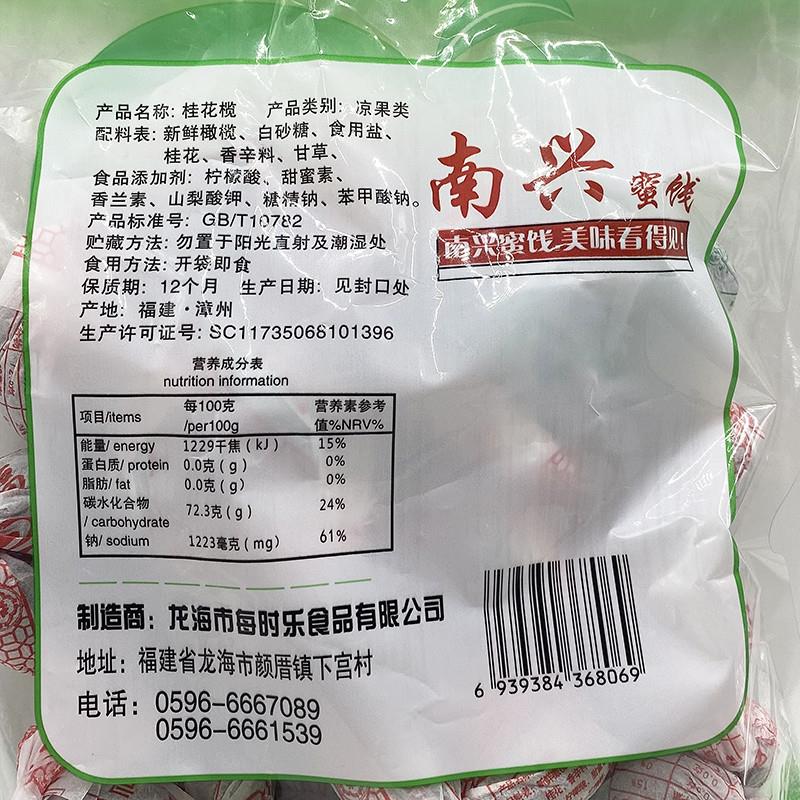 产品名称: 桂花榄 产品类别: 凉果类
配料表: 新鲜橄榄、白砂糖、食用盐、
桂花、香辛料、甘草、
食品添加剂: 柠檬酸、甜蜜素、
香兰素、山梨酸钾、糖精钠、苯甲酸钠。
产品标准号: GB/T10782
贮藏方法: 勿置于阳光直射及潮湿处
食用方法: 开袋即食
保质期: 12个月 生产日期: 见封口处
产地: 福建·漳州
生产许可证号: SC11735068101396
南兴 蜜饯
南兴蜜饯 美味看得见!
营养成分表
nutrition information
项目/items 每100克/per100g 营养素参考值%NRV%
能量/energy 1229千焦(kJ) 15%
蛋白质/protein 0.0克(g) 0%
脂肪/fat 0.0克(g) 0%
碳水化合物/carbohydrate 72.3克(g) 24%
钠/sodium 1223毫克(mg) 61%
制造商: 龙海市每时乐食品有限公司
地址: 福建省龙海市颜厝镇下宫村
电话: 0596-6667089
0596-6661539
6 939384 368069